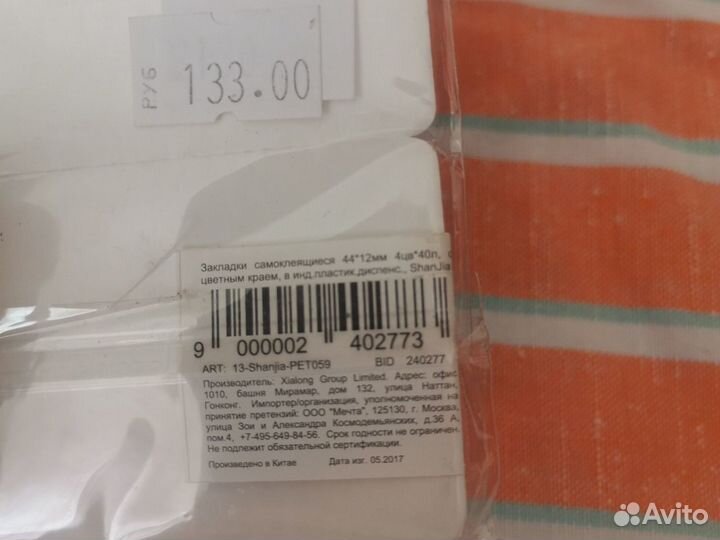 РУБ 133.00
Закладки самоклеящиеся 44*12мм 4цв*40л, с
цветным краем, в инд.пластик.диспенс., ShanJia
9 000002 402773
ART: 13-Shanjia-PET059 BID 240277
Производитель: Xialong Group Limited. Адрес: офис
1010, башня Мирамар, дом 132, улица Наттан,
Гонконг. Импортер/организация, уполномоченная на
принятие претензий: ООО "Мечта", 125130, г. Москва,
улица Зои и Александра Космодемьянских, д.36 А,
пом.4, +7-495-649-84-56. Срок годности не ограничен.
Не подлежит обязательной сертификации.
Произведено в Китае Дата изг. 05.2017
Avito